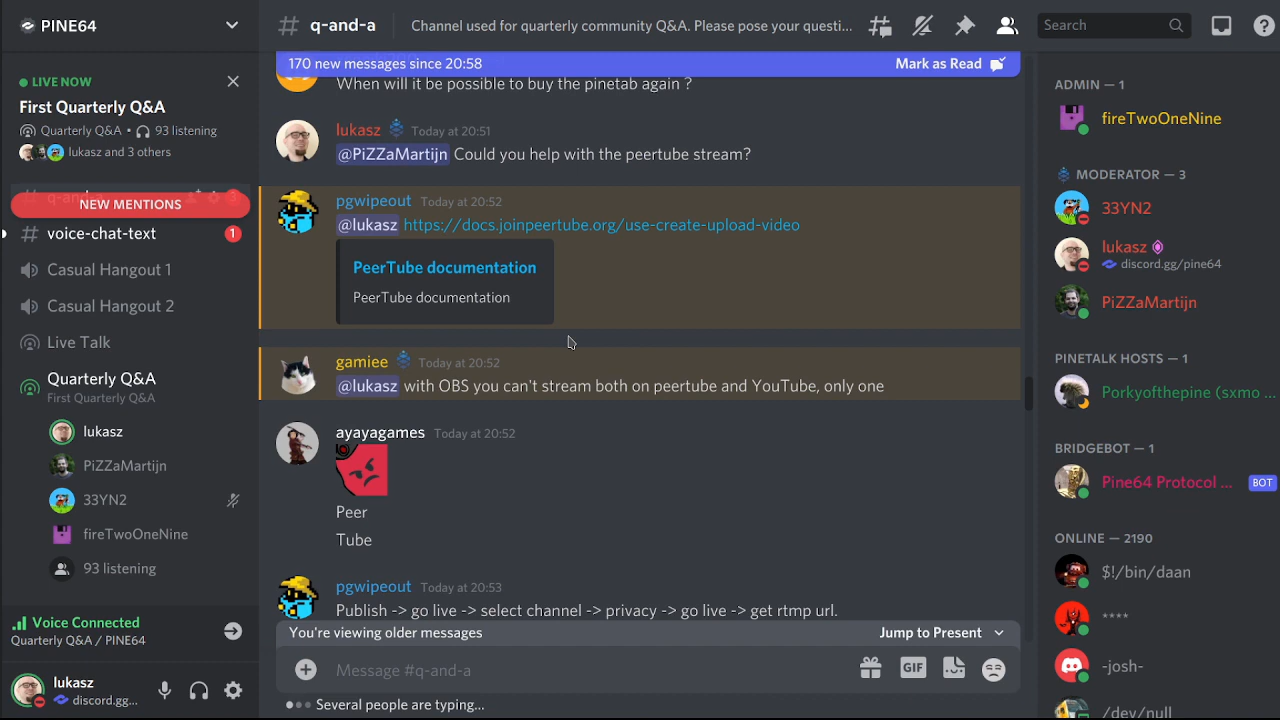 PINE64
LIVE NOW
First Quarterly Q&A
Quarterly Q&A • 93 listening
lukasz and 3 others
NEW MENTIONS
voice-chat-text 1
Casual Hangout 1
Casual Hangout 2
Live Talk
Quarterly Q&A
First Quarterly Q&A
lukasz
PiZZaMartijn
33YN2
fireTwoOneNine
93 listening
Voice Connected
Quarterly Q&A / PINE64
lukasz
discord.gg...
# q-and-a Channel used for quarterly community Q&A. Please pose your questi...
170 new messages since 20:58 Mark as Read
When will it be possible to buy the pinetab again ?
lukasz Today at 20:51
@PiZZaMartijn Could you help with the peertube stream?
pgwipeout Today at 20:52
@lukasz https://docs.joinpeertube.org/use-create-upload-video
PeerTube documentation
PeerTube documentation
gamiee Today at 20:52
@lukasz with OBS you can't stream both on peertube and YouTube, only one
ayayagames Today at 20:52
Peer
Tube
pgwipeout Today at 20:53
Publish -> go live -> select channel -> privacy -> go live -> get rtmp url.
You're viewing older messages Jump to Present
Message #q-and-a GIF
Several people are typing...
Search
ADMIN — 1
fireTwoOneNine
MODERATOR — 3
33YN2
lukasz
discord.gg/pine64
PiZZaMartijn
PINETALK HOSTS — 1
Porkyofthepine (sxmo ...
BRIDGEBOT — 1
Pine64 Protocol ... BOT
ONLINE — 2190
$!/bin/daan
****
-josh-
/dev/null